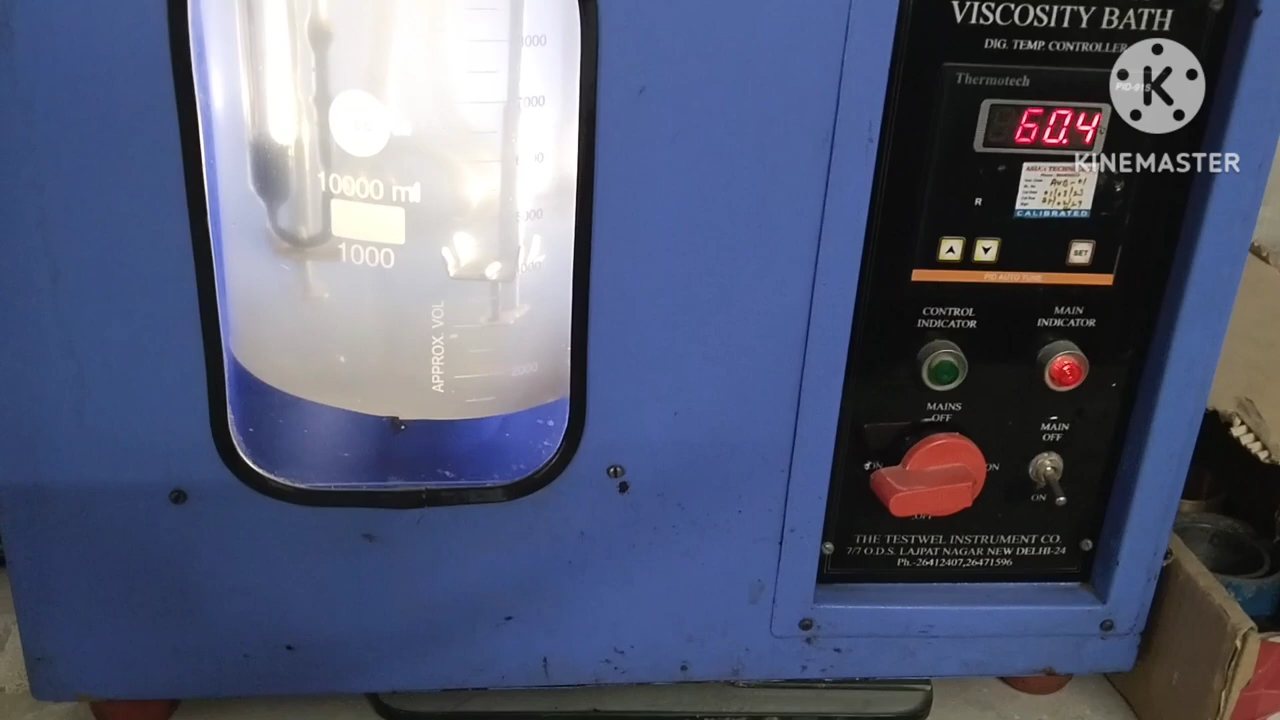 VISCOSITY BATH
DIG. TEMP. CONTROLLER
Thermotech
60.4
KINEMASTER
CALIBRATED
R
SET
PID AUTO TUNE
CONTROL
INDICATOR
MAIN
INDICATOR
MAINS
OFF
ON
ON
MAIN
OFF
ON
THE TESTWEL INSTRUMENT CO.
7/7 O.D.S. LAJPAT NAGAR NEW DELHI-24
Ph.-26412407,26471596
10000 ml
1000
APPROX. VOL
2000